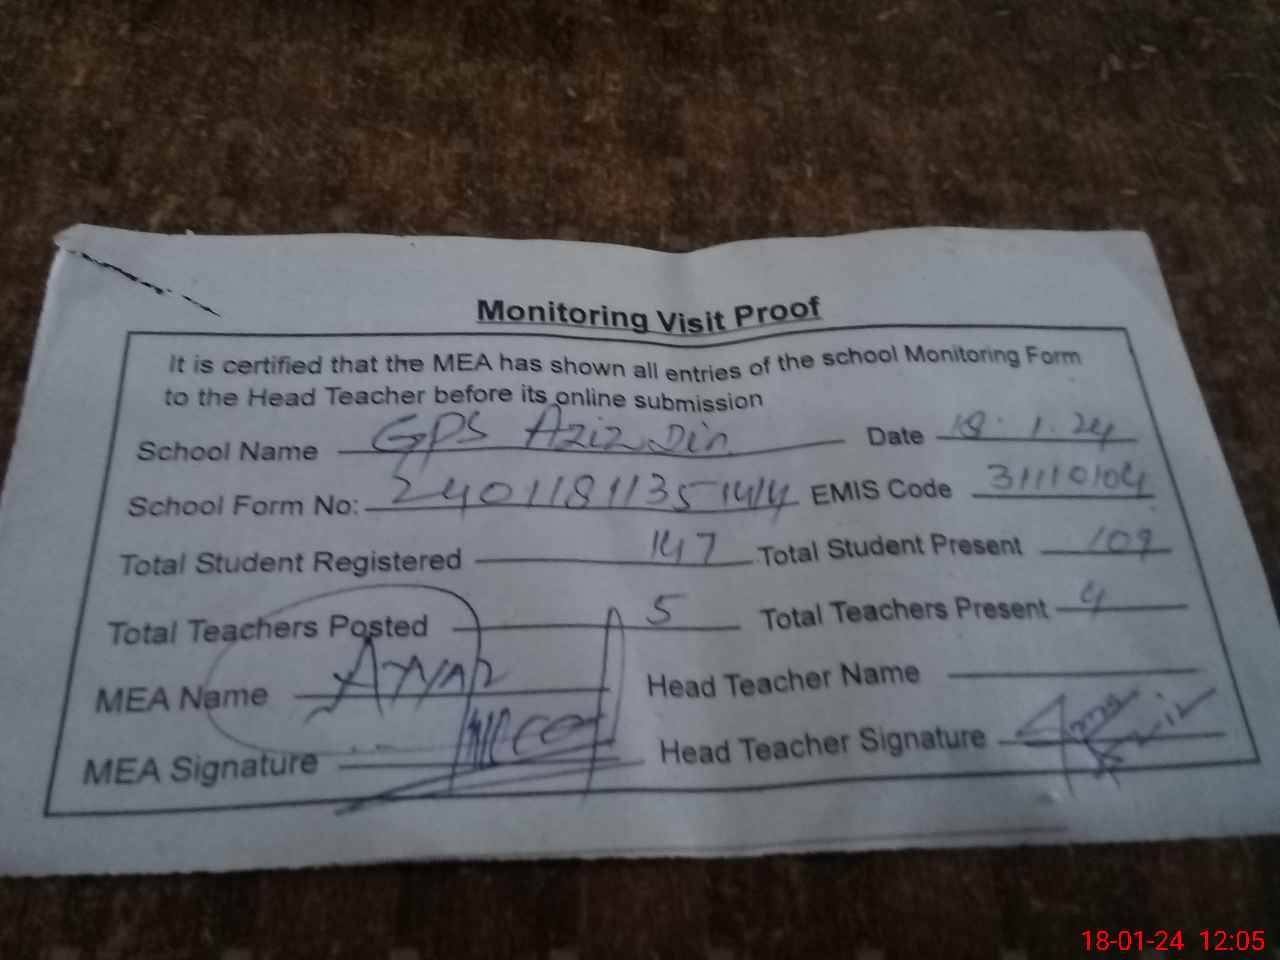 Monitoring Visit Proof
It is certified that the MEA has shown all entries of the school Monitoring Form
to the Head Teacher before its online submission
School Name GPS Aziz Din Date 18.1.24
School Form No: 2401181135 EMIS Code 31110104
Total Student Registered 147 Total Student Present 109
Total Teachers Posted 5 Total Teachers Present 4
MEA Name Head Teacher Name
MEA Signature Head Teacher Signature
18-01-24 12:05